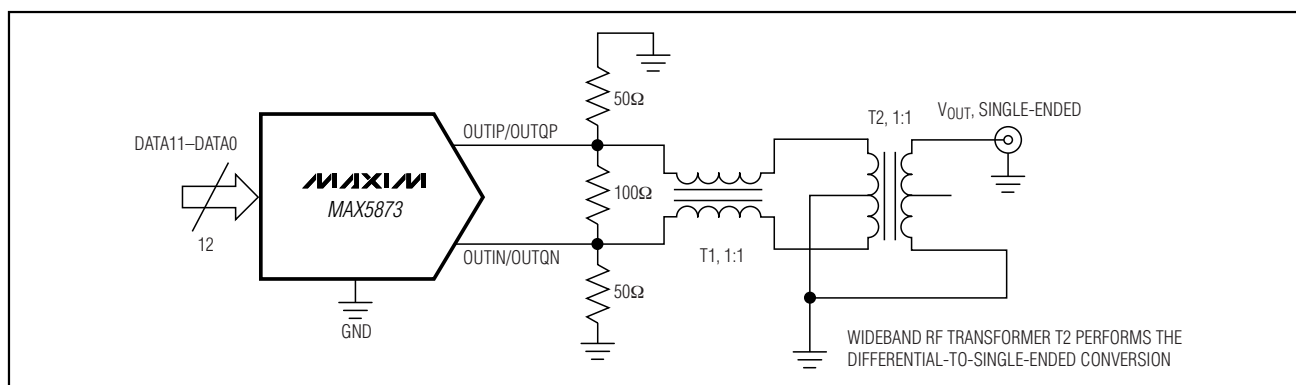 50Ω
DATA11–DATA0
12
MAXIM
MAX5873
GND
OUTIP/OUTQP
100Ω
OUTIN/OUTQN
50Ω
T1, 1:1
T2, 1:1
VOUT, SINGLE-ENDED
WIDEBAND RF TRANSFORMER T2 PERFORMS THE
DIFFERENTIAL-TO-SINGLE-ENDED CONVERSION